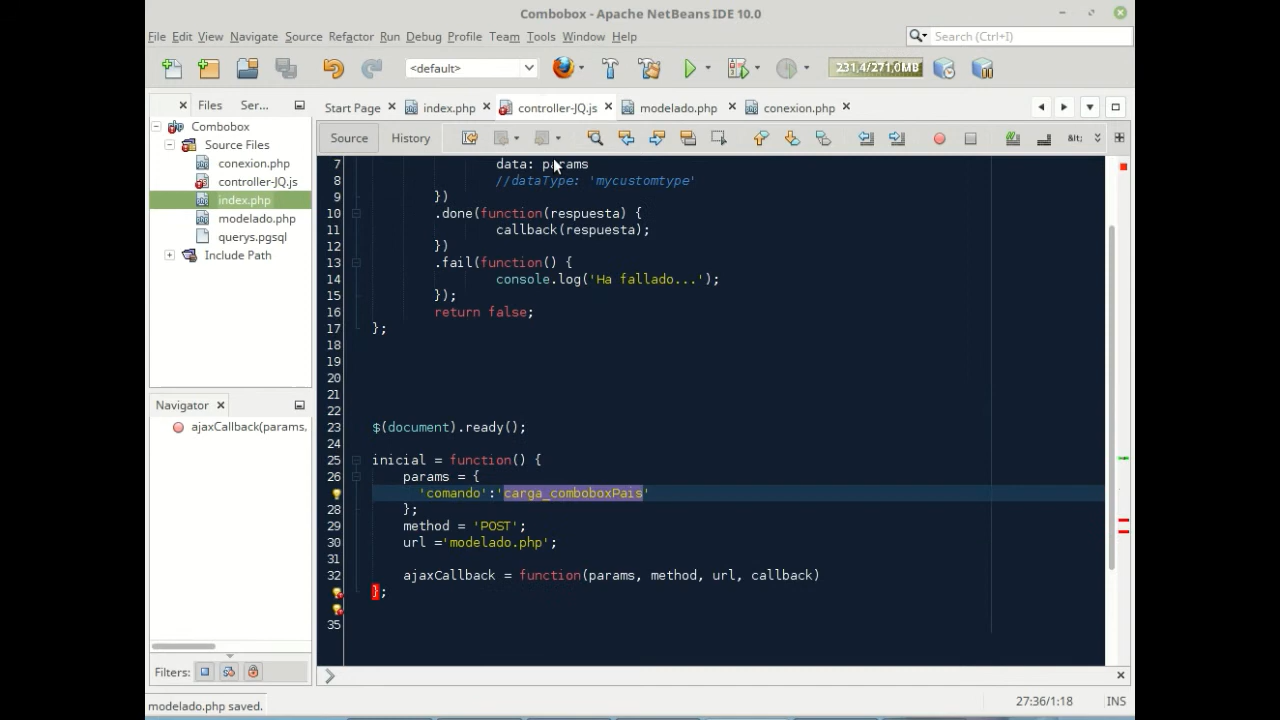 Combobox - Apache NetBeans IDE 10.0
File Edit View Navigate Source Refactor Run Debug Profile Team Tools Window Help
Search (Ctrl+I)
<default>
231,4/271,0MB
Files Ser...
Start Page index.php controller-JQ.js modelado.php conexion.php
Combobox
Source Files
conexion.php
controller-JQ.js
index.php
modelado.php
querys.pgsql
Include Path
Source History
7 data: params
8 //dataType: 'mycustomtype'
9 })
10 .done(function(respuesta) {
11 callback(respuesta);
12 })
13 .fail(function() {
14 console.log('Ha fallado...');
15 });
16 return false;
17 };
18
19
20
21
22
23 $(document).ready();
24
25 inicial = function() {
26 params = {
'comando':'carga_comboboxPais'
28 };
29 method = 'POST';
30 url ='modelado.php';
31
32 ajaxCallback = function(params, method, url, callback)
};
35
Navigator
ajaxCallback(params,
Filters:
modelado.php saved.
27:36/1:18 INS